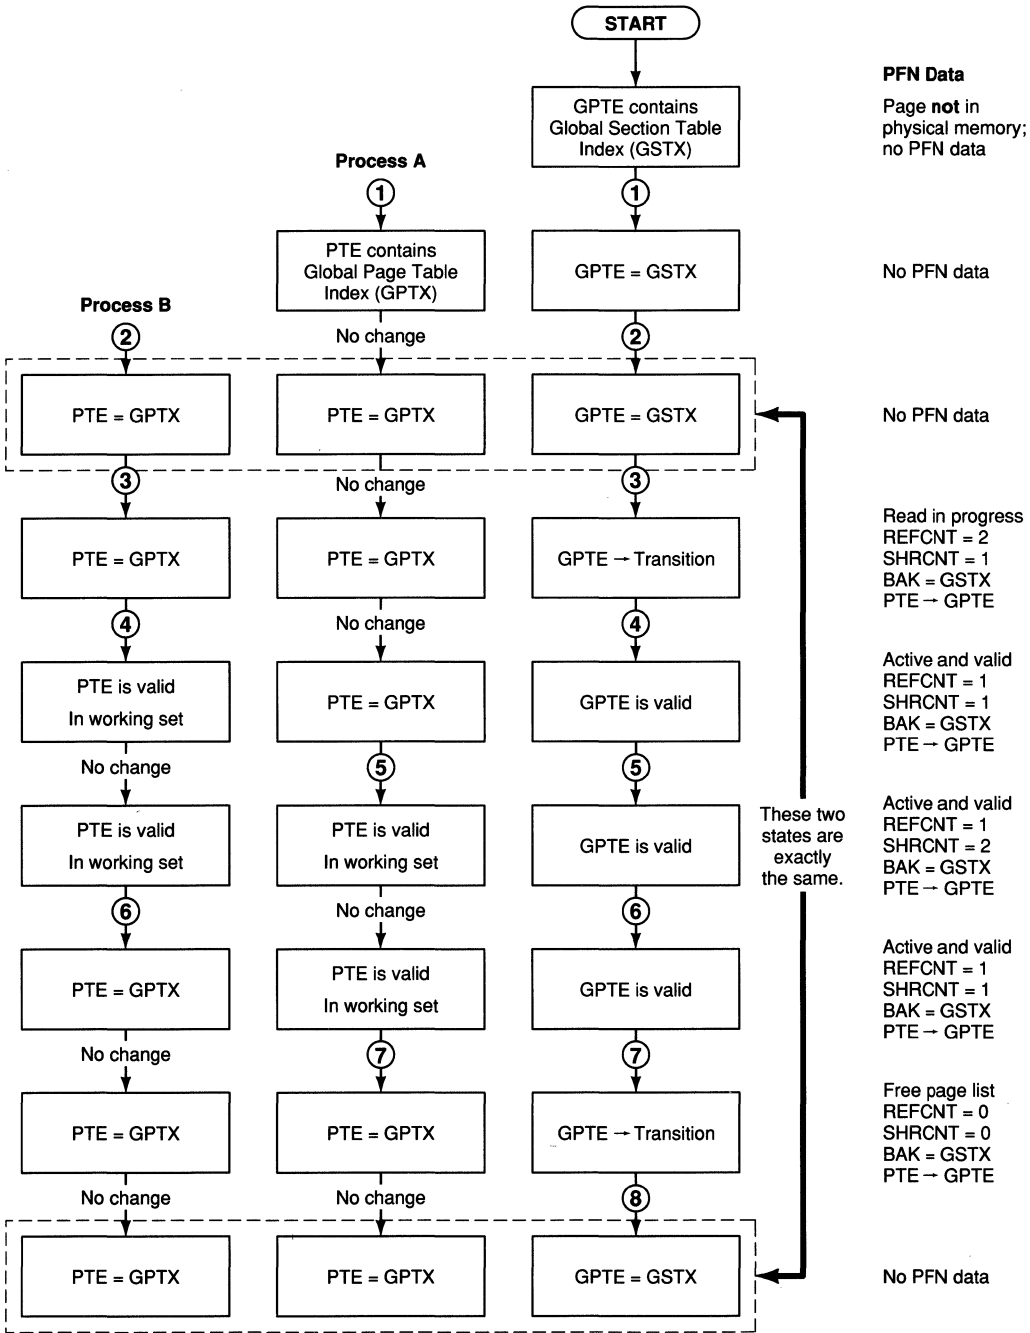 START
PFN Data
GPTE contains
Global Section Table
Index (GSTX)
Page not in
physical memory;
no PFN data
Process A
1
1
PTE contains
Global Page Table
Index (GPTX)
GPTE = GSTX
No PFN data
Process B
2
No change
2
PTE = GPTX
PTE = GPTX
GPTE = GSTX
No PFN data
3
No change
3
PTE = GPTX
PTE = GPTX
GPTE → Transition
Read in progress
REFCNT = 2
SHRCNT = 1
BAK = GSTX
PTE → GPTE
4
No change
4
PTE is valid
In working set
PTE = GPTX
GPTE is valid
Active and valid
REFCNT = 1
SHRCNT = 1
BAK = GSTX
PTE → GPTE
No change
5
5
PTE is valid
In working set
PTE is valid
In working set
GPTE is valid
These two
states are
exactly
the same.
Active and valid
REFCNT = 1
SHRCNT = 2
BAK = GSTX
PTE → GPTE
6
No change
6
PTE = GPTX
PTE is valid
In working set
GPTE is valid
Active and valid
REFCNT = 1
SHRCNT = 1
BAK = GSTX
PTE → GPTE
No change
7
7
PTE = GPTX
PTE = GPTX
GPTE → Transition
Free page list
REFCNT = 0
SHRCNT = 0
BAK = GSTX
PTE → GPTE
No change
No change
8
PTE = GPTX
PTE = GPTX
GPTE = GSTX
No PFN data